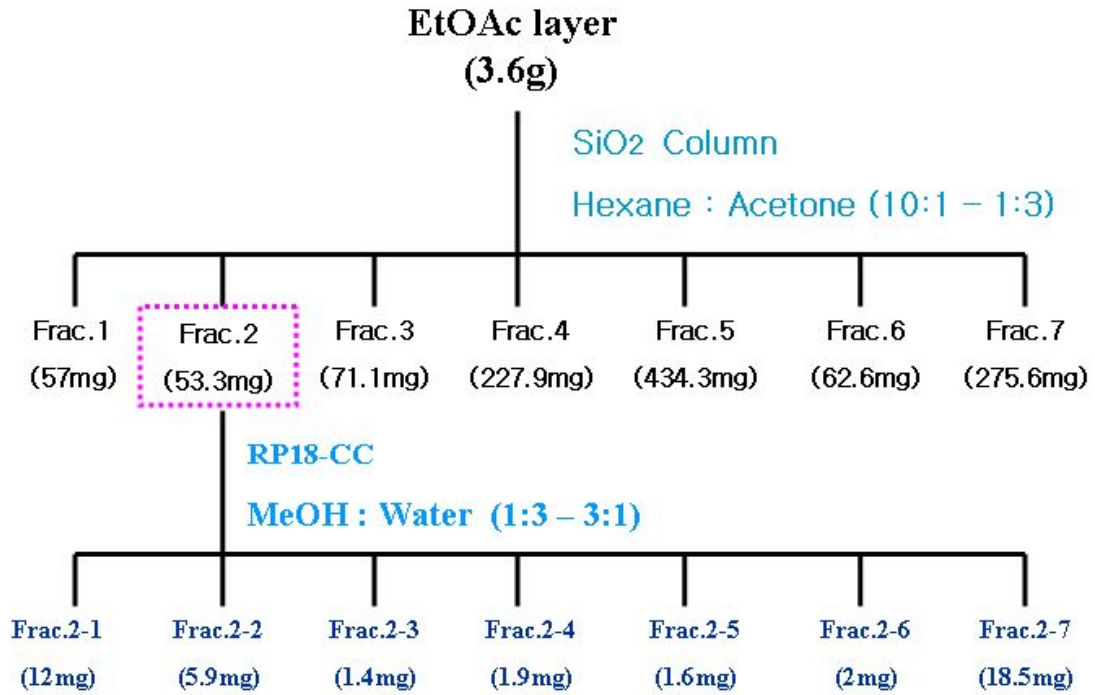 EtOAc layer
(3.6g)
SiO2 Column
Hexane : Acetone (10:1 – 1:3)
Frac.1 Frac.2 Frac.3 Frac.4 Frac.5 Frac.6 Frac.7
(57mg) (53.3mg) (71.1mg) (227.9mg) (434.3mg) (62.6mg) (275.6mg)
RP18-CC
MeOH : Water (1:3 – 3:1)
Frac.2-1 Frac.2-2 Frac.2-3 Frac.2-4 Frac.2-5 Frac.2-6 Frac.2-7
(12mg) (5.9mg) (1.4mg) (1.9mg) (1.6mg) (2mg) (18.5mg)